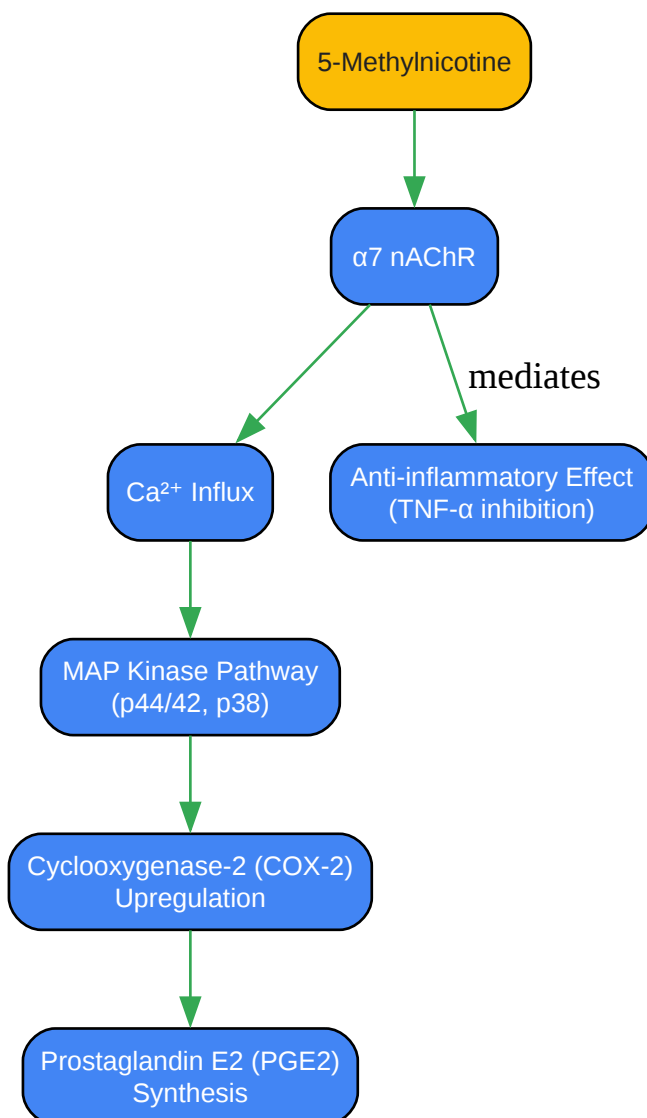 5-Methylnicotine
α7 nAChR
mediates
Ca²⁺ Influx
Anti-inflammatory Effect
(TNF-α inhibition)
MAP Kinase Pathway
(p44/42, p38)
Cyclooxygenase-2 (COX-2)
Upregulation
Prostaglandin E2 (PGE2)
Synthesis